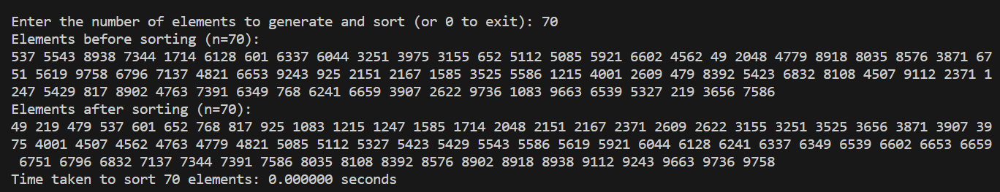 Enter the number of elements to generate and sort (or 0 to exit): 70
Elements before sorting (n=70):
537 5543 8938 7344 1714 6128 601 6337 6044 3251 3975 3155 652 5112 5085 5921 6602 4562 49 2048 4779 8918 8035 8576 3871 67
51 5619 9758 6796 7137 4821 6653 9243 925 2151 2167 1585 3525 5586 1215 4001 2609 479 8392 5423 6832 8108 4507 9112 2371 1
247 5429 817 8902 4763 7391 6349 768 6241 6659 3907 2622 9736 1083 9663 6539 5327 219 3656 7586
Elements after sorting (n=70):
49 219 479 537 601 652 768 817 925 1083 1215 1247 1585 1714 2048 2151 2167 2371 2609 2622 3155 3251 3525 3656 3871 3907 39
75 4001 4507 4562 4763 4779 4821 5085 5112 5327 5423 5429 5543 5586 5619 5921 6044 6128 6241 6337 6349 6539 6602 6653 6659
 6751 6796 6832 7137 7344 7391 7586 8035 8108 8392 8576 8902 8918 8938 9112 9243 9663 9736 9758
Time taken to sort 70 elements: 0.000000 seconds